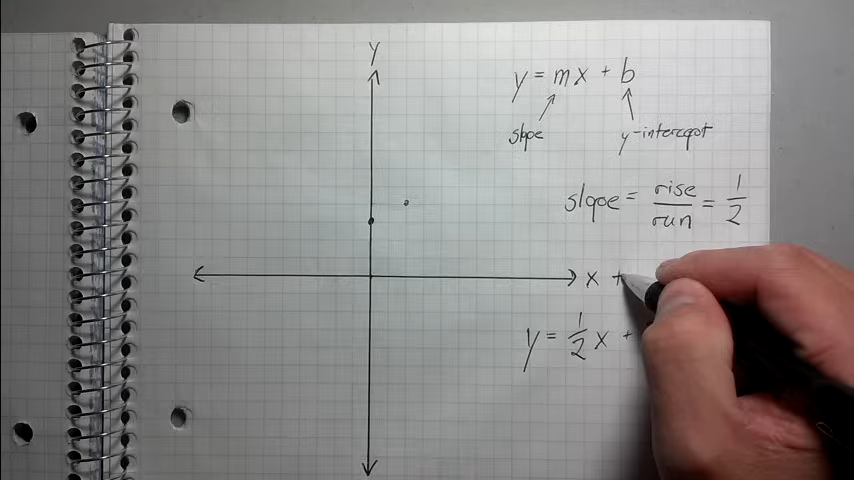 y
y = mx + b
slope
y-intercept
slope = rise/run = 1/2
x +
y = 1/2 x +